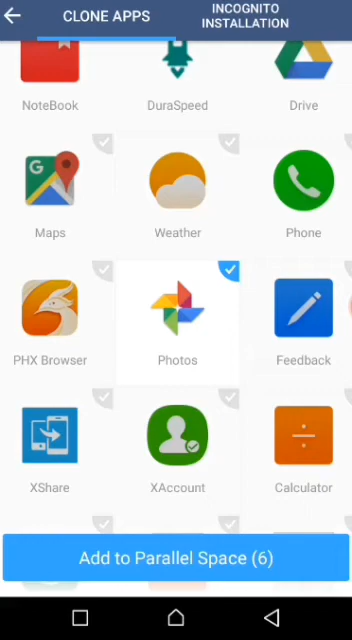 CLONE APPS
INCOGNITO
INSTALLATION
NoteBook
DuraSpeed
Drive
G
Maps
Weather
Phone
PHX Browser
Photos
Feedback
XShare
XAccount
Calculator
Add to Parallel Space (6)